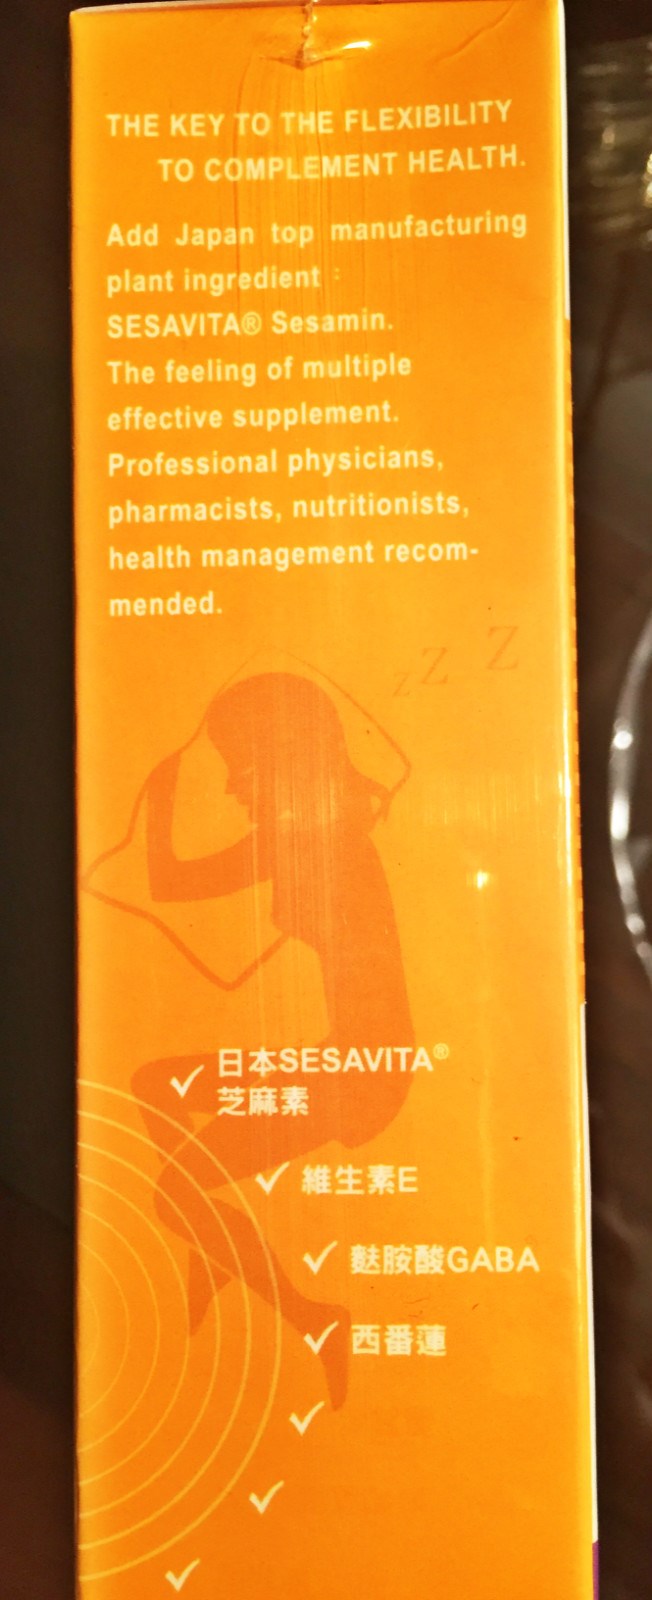 THE KEY TO THE FLEXIBILITY
TO COMPLEMENT HEALTH.
Add Japan top manufacturing
plant ingredient :
SESAVITA® Sesamin.
The feeling of multiple
effective supplement.
Professional physicians,
pharmacists, nutritionists,
health management recom-
mended.
z Z Z
✓ 日本SESAVITA®
芝麻素
✓ 維生素E
✓ 麩胺酸GABA
✓ 西番蓮
✓
✓
✓